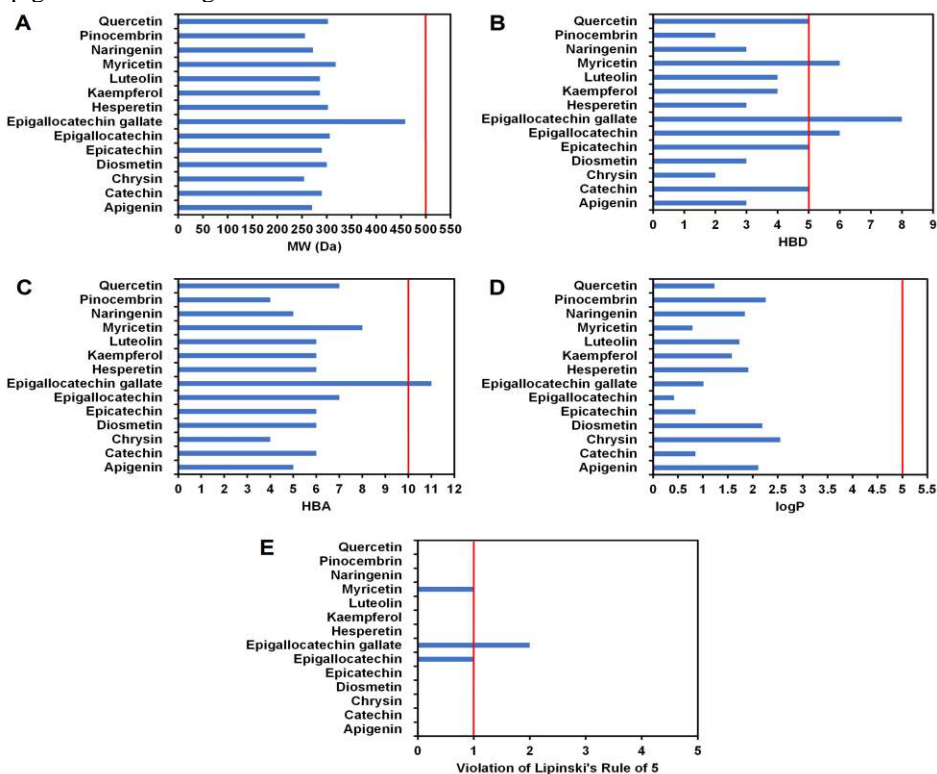 A
Quercetin
Pinocembrin
Naringenin
Myricetin
Luteolin
Kaempferol
Hesperetin
Epigallocatechin gallate
Epigallocatechin
Epicatechin
Diosmetin
Chrysin
Catechin
Apigenin
0 50 100 150 200 250 300 350 400 450 500 550
MW (Da)
B
Quercetin
Pinocembrin
Naringenin
Myricetin
Luteolin
Kaempferol
Hesperetin
Epigallocatechin gallate
Epigallocatechin
Epicatechin
Diosmetin
Chrysin
Catechin
Apigenin
0 1 2 3 4 5 6 7 8 9
HBD
C
Quercetin
Pinocembrin
Naringenin
Myricetin
Luteolin
Kaempferol
Hesperetin
Epigallocatechin gallate
Epigallocatechin
Epicatechin
Diosmetin
Chrysin
Catechin
Apigenin
0 1 2 3 4 5 6 7 8 9 10 11 12
HBA
D
Quercetin
Pinocembrin
Naringenin
Myricetin
Luteolin
Kaempferol
Hesperetin
Epigallocatechin gallate
Epigallocatechin
Epicatechin
Diosmetin
Chrysin
Catechin
Apigenin
0 0.5 1 1.5 2 2.5 3 3.5 4 4.5 5 5.5
logP
E
Quercetin
Pinocembrin
Naringenin
Myricetin
Luteolin
Kaempferol
Hesperetin
Epigallocatechin gallate
Epigallocatechin
Epicatechin
Diosmetin
Chrysin
Catechin
Apigenin
0 1 2 3 4 5
Violation of Lipinski's Rule of 5